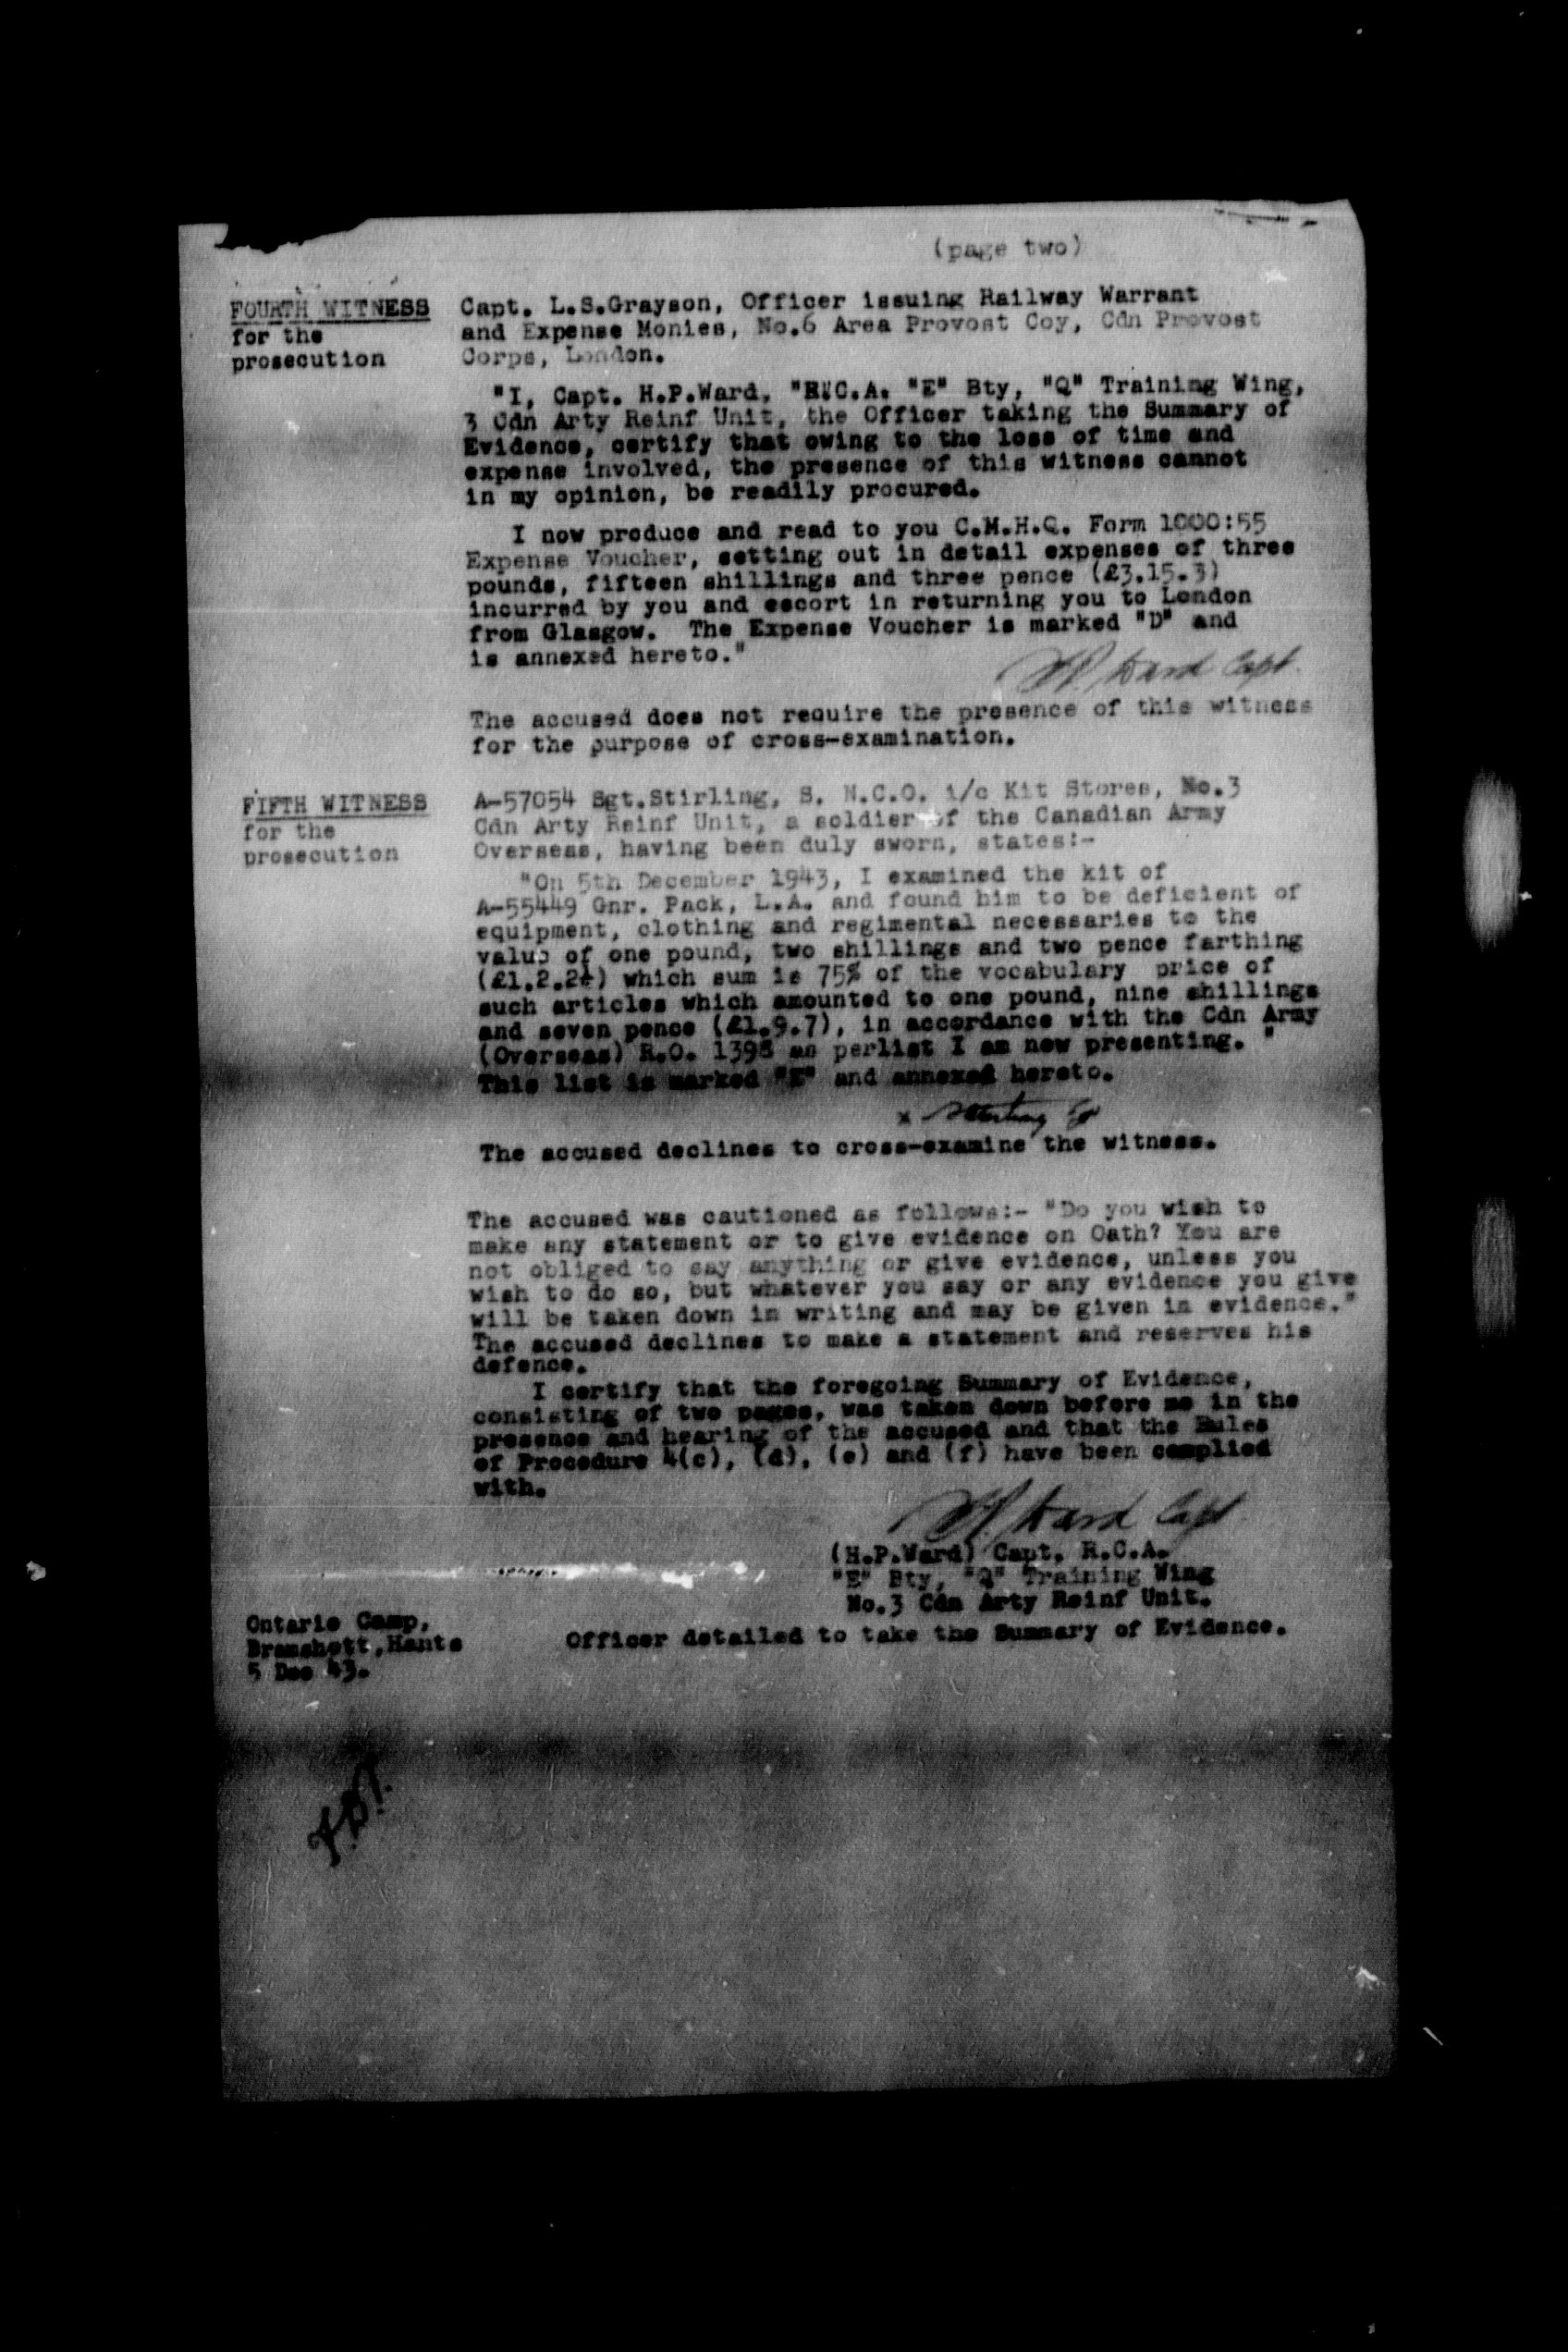 (page two)
FOURTH WITNESS
for the
prosecution
Capt. L.S.Grayson, Officer issuing Railway Warrant
and Expense Monies, No.6 Area Provost Coy, Cdn Provost
Corps, London.
"I, Capt. H.P.Ward, "R.C.A. "E" Bty, "Q" Training Wing,
3 Cdn Arty Reinf Unit, the Officer taking the Summary of
Evidence, certify that owing to the loss of time and
expense involved, the presence of this witness cannot
in my opinion, be readily procured.
I now produce and read to you C.M.H.Q. Form 1000:55
Expense Voucher, setting out in detail expenses of three
pounds, fifteen shillings and three pence (£3.15.3)
incurred by you and escort in returning you to London
from Glasgow. The Expense Voucher is marked "D" and
is annexed hereto."
H.P. Ward Capt.
The accused does not require the presence of this witness
for the purpose of cross-examination.
FIFTH WITNESS
for the
prosecution
A-57054 Sgt.Stirling, S. N.C.O. i/c Kit Stores, No.3
Cdn Arty Reinf Unit, a soldier of the Canadian Army
Overseas, having been duly sworn, states:-
"On 5th December 1943, I examined the kit of
A-55449 Gnr. Pack, L.A. and found him to be deficient of
equipment, clothing and regimental necessaries to the
value of one pound, two shillings and two pence farthing
(£1.2.2¼) which sum is 75% of the vocabulary price of
such articles which amounted to one pound, nine shillings
and seven pence (£1.9.7), in accordance with the Cdn Army
(Overseas) R.O. 1398 as perlist I am now presenting. "
This list is marked "E" and annexed hereto.
x Stirling Sgt
The accused declines to cross-examine the witness.
The accused was cautioned as follows:- "Do you wish to
make any statement or to give evidence on Oath? You are
not obliged to say anything or give evidence, unless you
wish to do so, but whatever you say or any evidence you give
will be taken down in writing and may be given in evidence."
The accused declines to make a statement and reserves his
defence.
I certify that the foregoing Summary of Evidence,
consisting of two pages, was taken down before me in the
presence and hearing of the accused and that the Rules
of Procedure 4(c), (d), (e) and (f) have been complied
with.
H.P. Ward Capt
(H.P.Ward) Capt. R.C.A.
"E" Bty, "Q" Training Wing
No.3 Cdn Arty Reinf Unit.
Ontario Camp,
Bramshott,Hants
5 Dec 43.
Officer detailed to take the Summary of Evidence.